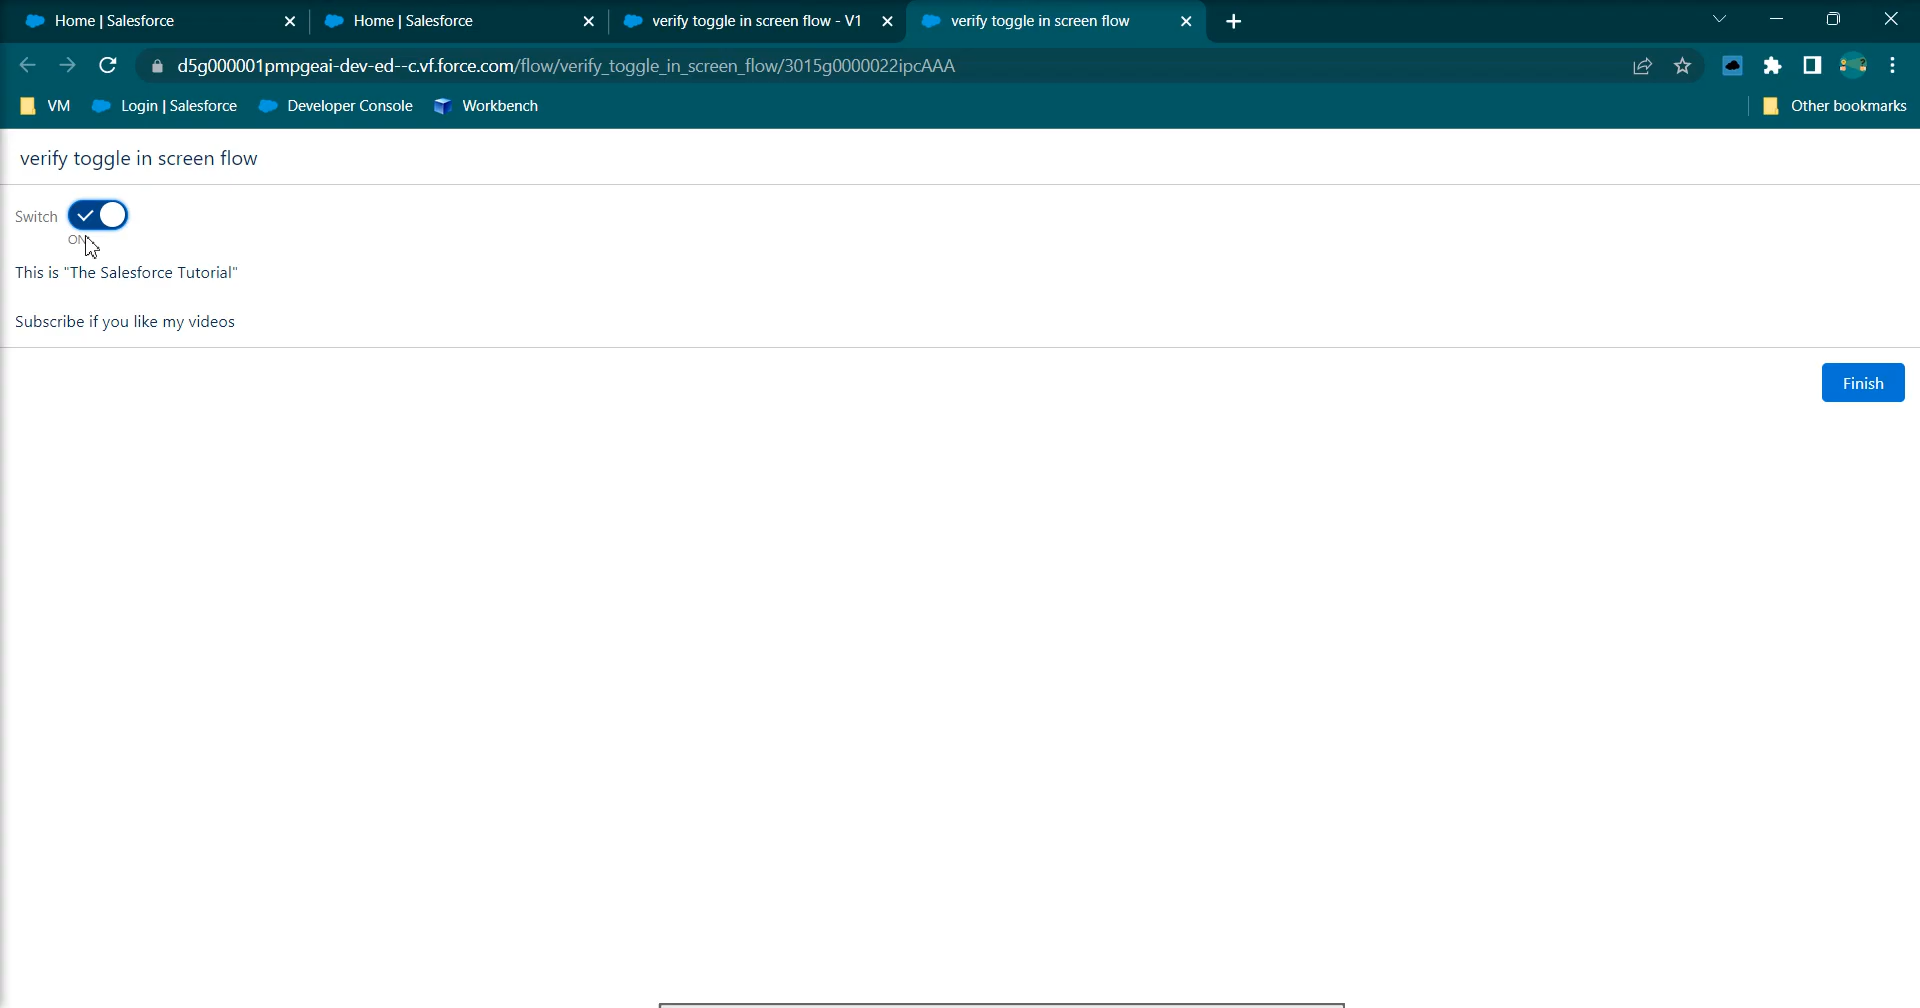 Home | Salesforce
Home | Salesforce
verify toggle in screen flow - V1
verify toggle in screen flow
d5g000001pmpgeai-dev-ed--c.vf.force.com/flow/verify_toggle_in_screen_flow/3015g0000022ipcAAA
VM
Login | Salesforce
Developer Console
Workbench
Other bookmarks
verify toggle in screen flow
Switch
ON
This is "The Salesforce Tutorial"
Subscribe if you like my videos
Finish